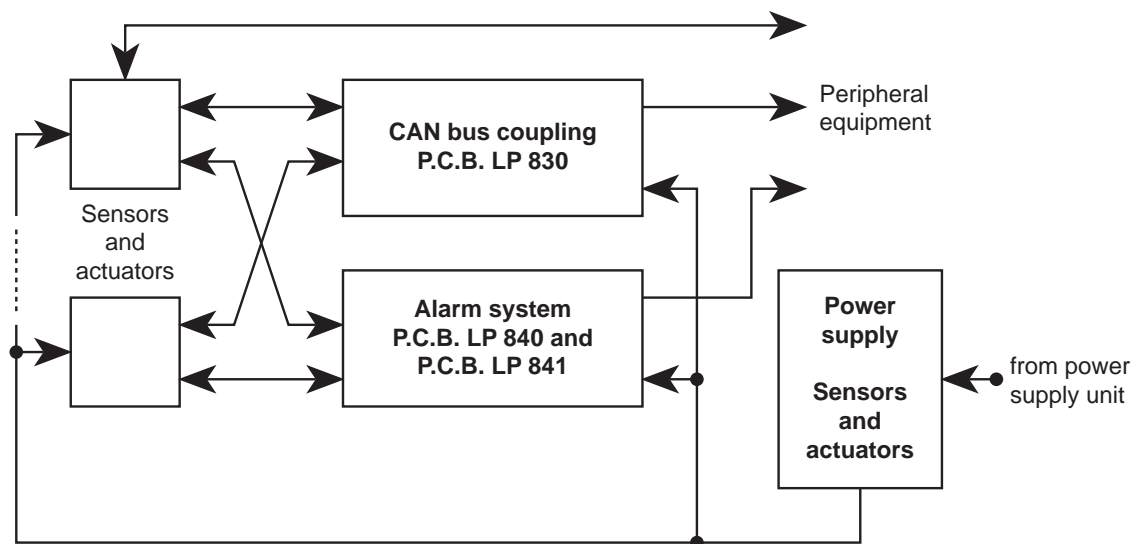 Peripheral
equipment
CAN bus coupling
P.C.B. LP 830
Sensors
and
actuators
Alarm system
P.C.B. LP 840 and
P.C.B. LP 841
Power
supply
Sensors
and
actuators
from power
supply unit